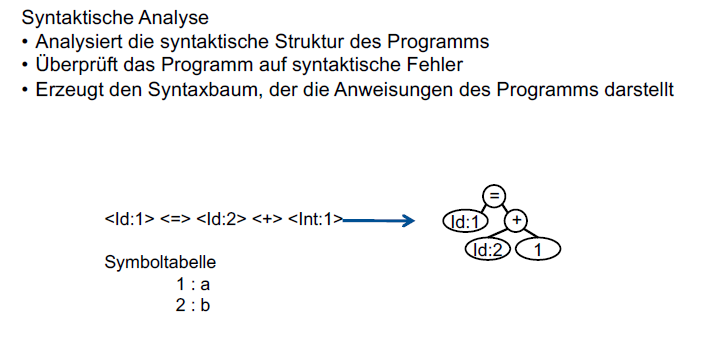 Syntaktische Analyse
• Analysiert die syntaktische Struktur des Programms
• Überprüft das Programm auf syntaktische Fehler
• Erzeugt den Syntaxbaum, der die Anweisungen des Programms darstellt
=
<Id:1> <=> <Id:2> <+> <Int:1> Id:1 +
Id:2 1
Symboltabelle
1 : a
2 : b